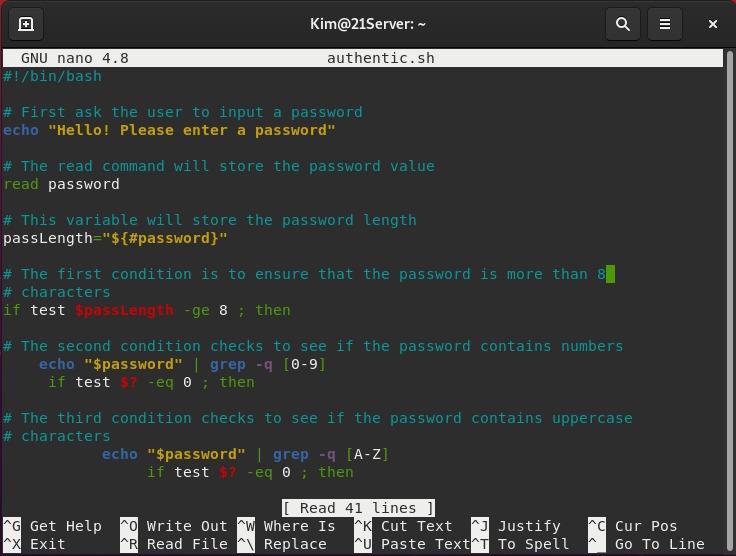 Kim@21Server: ~
GNU nano 4.8 authentic.sh
#!/bin/bash
# First ask the user to input a password
echo "Hello! Please enter a password"
# The read command will store the password value
read password
# This variable will store the password length
passLength="${#password}"
# The first condition is to ensure that the password is more than 8
# characters
if test $passLength -ge 8 ; then
# The second condition checks to see if the password contains numbers
echo "$password" | grep -q [0-9]
if test $? -eq 0 ; then
# The third condition checks to see if the password contains uppercase
# characters
echo "$password" | grep -q [A-Z]
if test $? -eq 0 ; then
[ Read 41 lines ]
^G Get Help ^O Write Out ^W Where Is ^K Cut Text ^J Justify ^C Cur Pos
^X Exit ^R Read File ^\ Replace ^U Paste Text ^T To Spell ^_ Go To Line